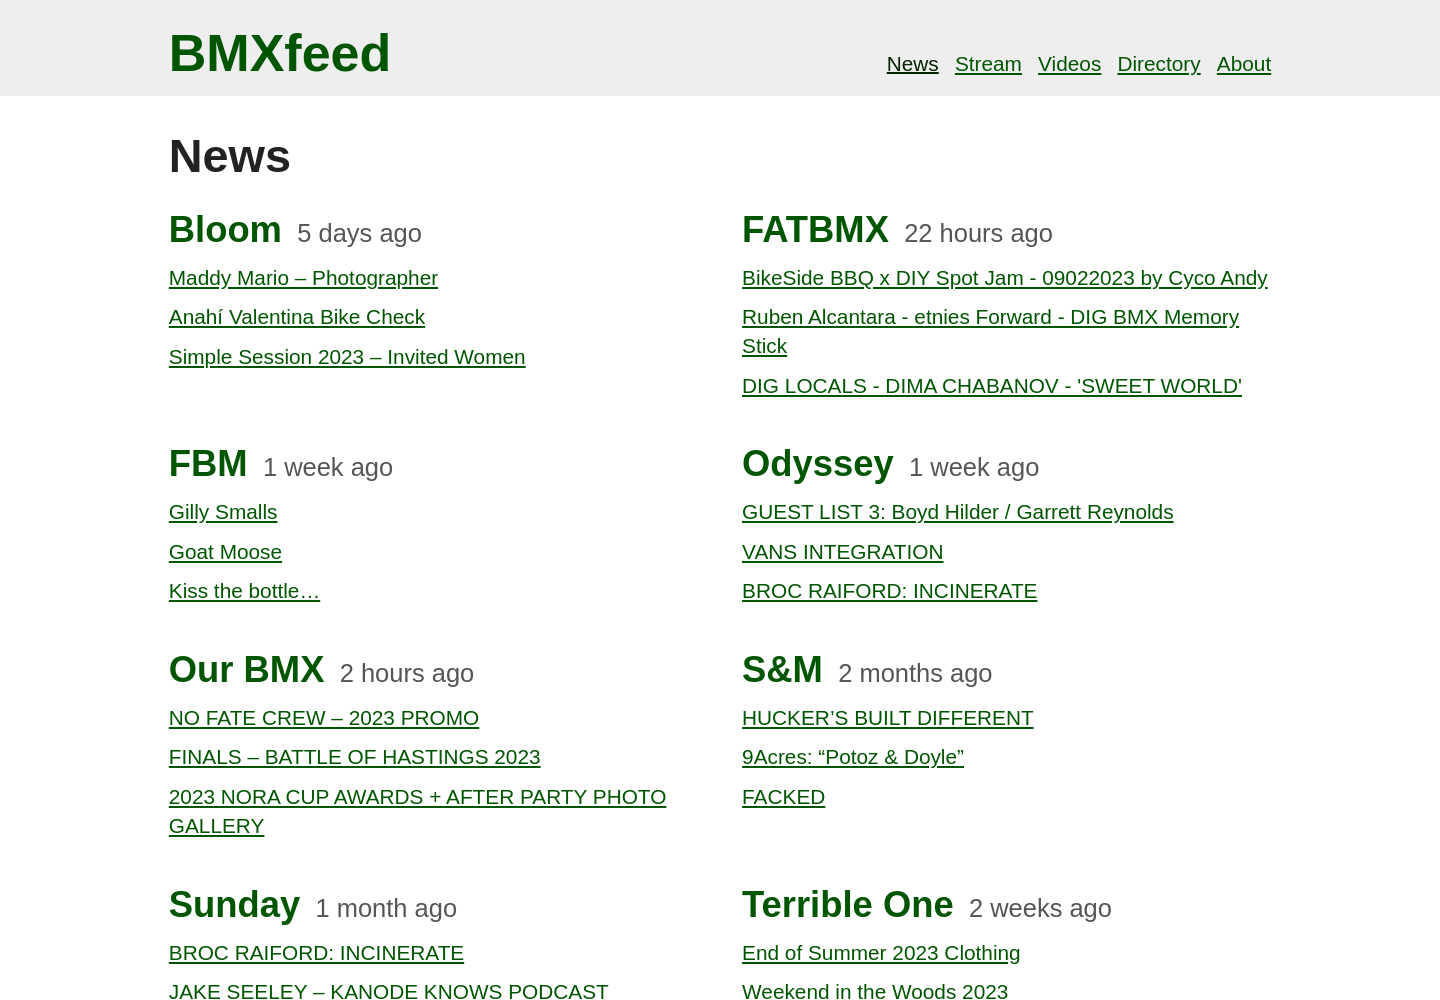 BMXfeed
News Stream Videos Directory About
News
Bloom 5 days ago
Maddy Mario – Photographer
Anahí Valentina Bike Check
Simple Session 2023 – Invited Women
FATBMX 22 hours ago
BikeSide BBQ x DIY Spot Jam - 09022023 by Cyco Andy
Ruben Alcantara - etnies Forward - DIG BMX Memory
Stick
DIG LOCALS - DIMA CHABANOV - 'SWEET WORLD'
FBM 1 week ago
Gilly Smalls
Goat Moose
Kiss the bottle…
Odyssey 1 week ago
GUEST LIST 3: Boyd Hilder / Garrett Reynolds
VANS INTEGRATION
BROC RAIFORD: INCINERATE
Our BMX 2 hours ago
NO FATE CREW – 2023 PROMO
FINALS – BATTLE OF HASTINGS 2023
2023 NORA CUP AWARDS + AFTER PARTY PHOTO
GALLERY
S&M 2 months ago
HUCKER’S BUILT DIFFERENT
9Acres: “Potoz & Doyle”
FACKED
Sunday 1 month ago
BROC RAIFORD: INCINERATE
JAKE SEELEY – KANODE KNOWS PODCAST
Terrible One 2 weeks ago
End of Summer 2023 Clothing
Weekend in the Woods 2023